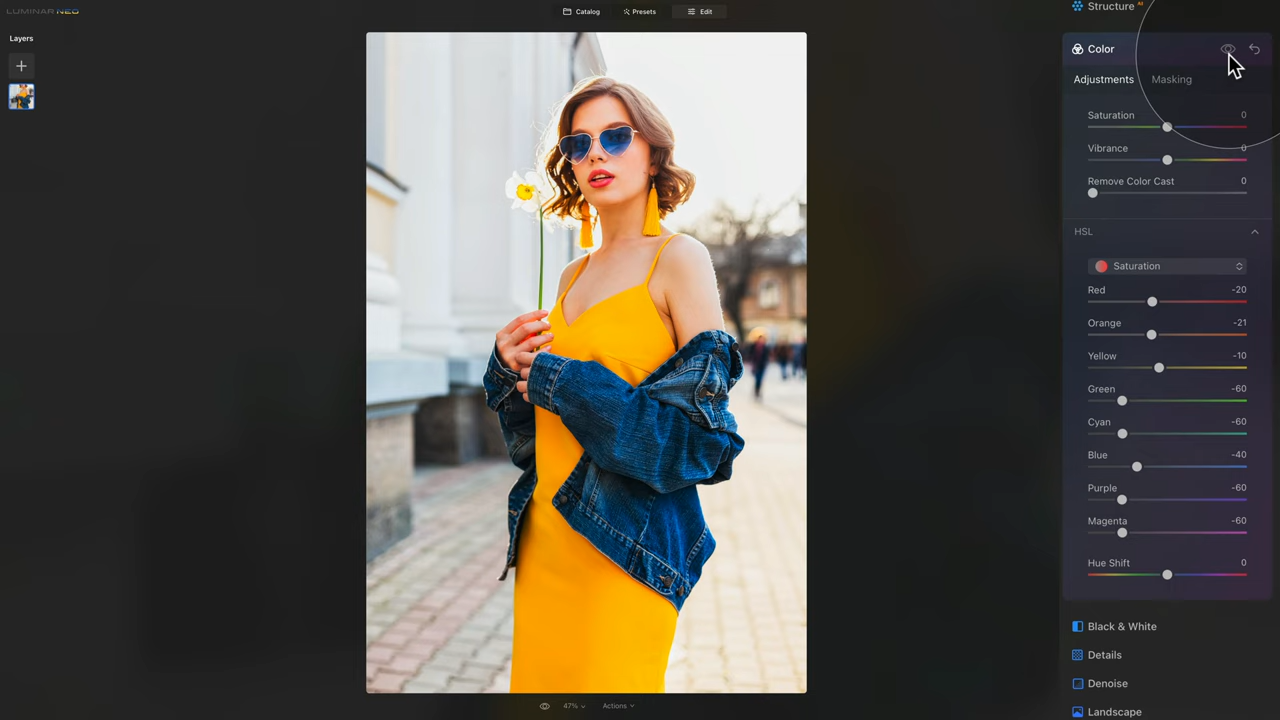 LUMINAR NEO
Catalog
Presets
Edit
Layers
Structure AI
Color
Adjustments
Masking
Saturation 0
Vibrance 0
Remove Color Cast 0
HSL
Saturation
Red -20
Orange -21
Yellow -10
Green -60
Cyan -60
Blue -40
Purple -60
Magenta -60
Hue Shift 0
Black & White
Details
Denoise
Landscape
47%
Actions